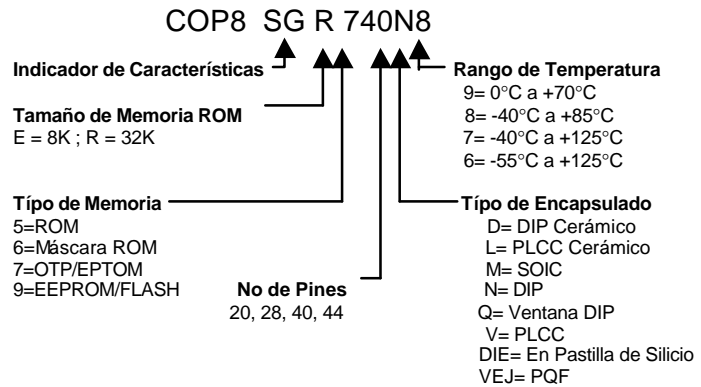 COP8 SG R 740N8
Indicador de Características
Rango de Temperatura
9= 0°C a +70°C
8= -40°C a +85°C
7= -40°C a +125°C
6= -55°C a +125°C
Tamaño de Memoria ROM
E = 8K ; R = 32K
Típo de Memoria
5=ROM
6=Máscara ROM
7=OTP/EPTOM
9=EEPROM/FLASH
No de Pines
20, 28, 40, 44
Típo de Encapsulado
D= DIP Cerámico
L= PLCC Cerámico
M= SOIC
N= DIP
Q= Ventana DIP
V= PLCC
DIE= En Pastilla de Silicio
VEJ= PQF